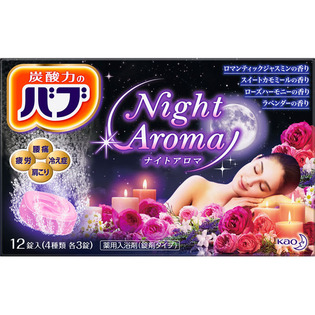 炭酸力の
バブ
Night
Aroma
ナイトアロマ
ロマンティックジャスミンの香り
スイートカモミールの香り
ローズハーモニーの香り
ラベンダーの香り
腰痛
疲労 冷え症
肩こり
12錠入(4種類 各3錠)
薬用入浴剤(錠剤タイプ)
Kao